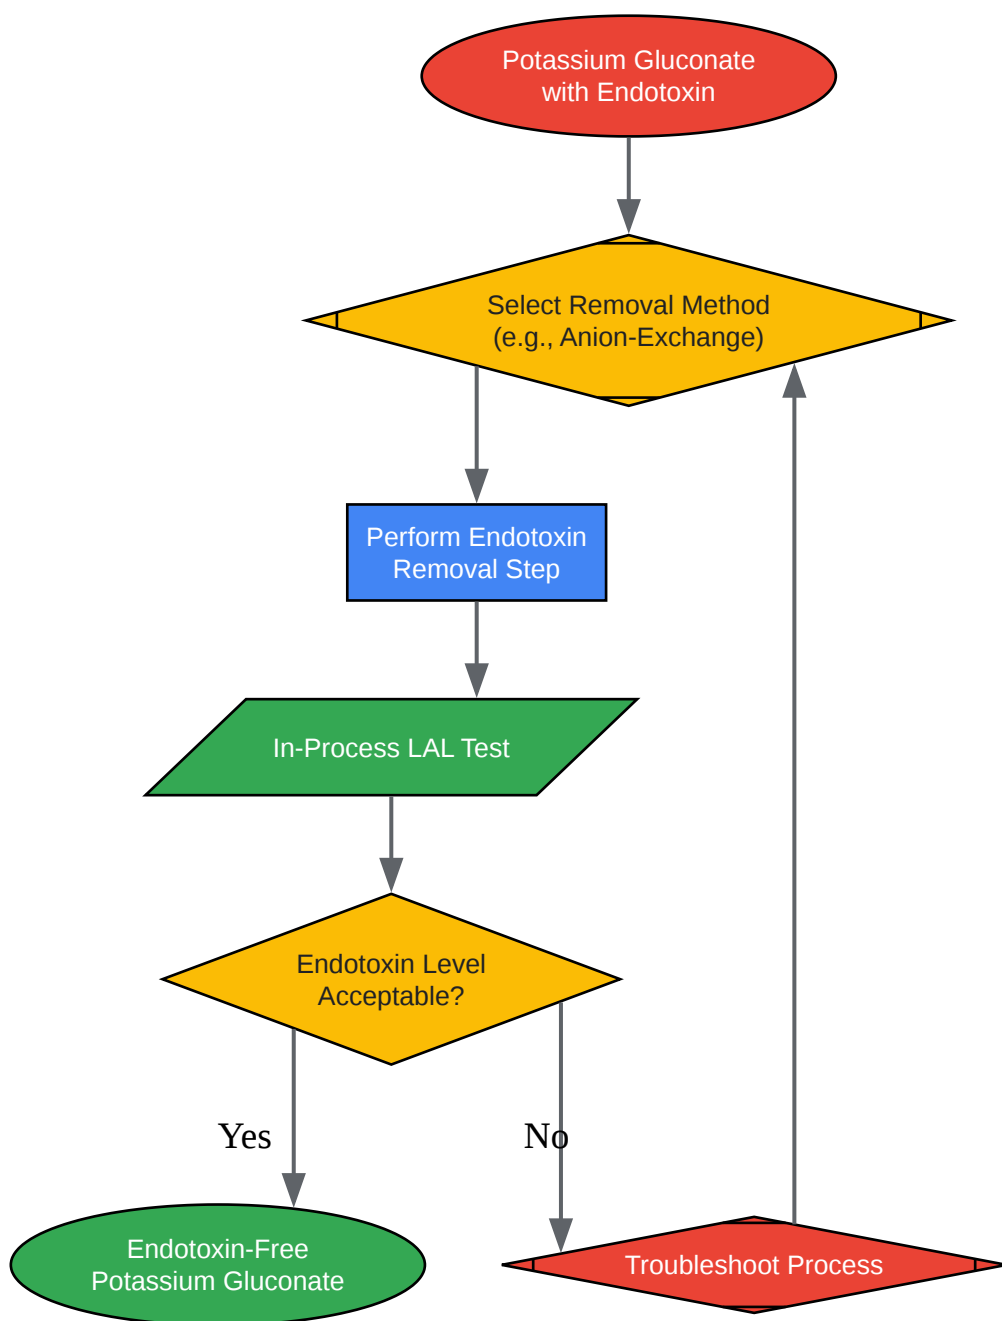 Potassium Gluconate
with Endotoxin
Select Removal Method
(e.g., Anion-Exchange)
Perform Endotoxin
Removal Step
In-Process LAL Test
Endotoxin Level
Acceptable?
Yes
No
Endotoxin-Free
Potassium Gluconate
Troubleshoot Process